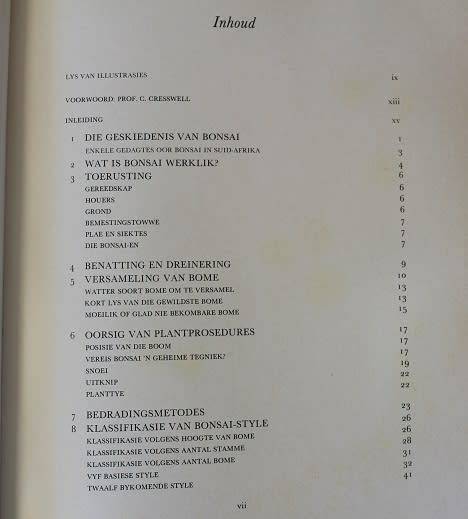 Inhoud
LYS VAN ILLUSTRASIES ix
VOORWOORD: PROF. C. CRESSWELL xiii
INLEIDING xv
1 DIE GESKIEDENIS VAN BONSAI 1
ENKELE GEDAGTES OOR BONSAI IN SUID-AFRIKA 3
2 WAT IS BONSAI WERKLIK? 4
3 TOERUSTING 6
GEREEDSKAP 6
HOUERS 6
GROND 6
BEMESTINGSTOWWE 7
PLAE EN SIEKTES 7
DIE BONSAI-EN 7
4 BENATTING EN DREINERING 9
5 VERSAMELING VAN BOME 10
WATTER SOORT BOME OM TE VERSAMEL 13
KORT LYS VAN DIE GEWILDSTE BOME 13
MOEILIK OF GLAD NIE BEKOMBARE BOME 15
6 OORSIG VAN PLANTPROSEDURES 17
POSISIE VAN DIE BOOM 17
VEREIS BONSAI 'N GEHEIME TEGNIEK? 17
SNOEI 19
UITKNIP 22
PLANTTYE 22
7 BEDRADINGSMETODES 23
8 KLASSIFIKASIE VAN BONSAI-STYLE 26
KLASSIFIKASIE VOLGENS HOOGTE VAN BOME 26
KLASSIFIKASIE VOLGENS AANTAL STAMME 28
KLASSIFIKASIE VOLGENS AANTAL BOME 31
VYF BASIESE STYLE 32
TWAALF BYKOMENDE STYLE 41
vii